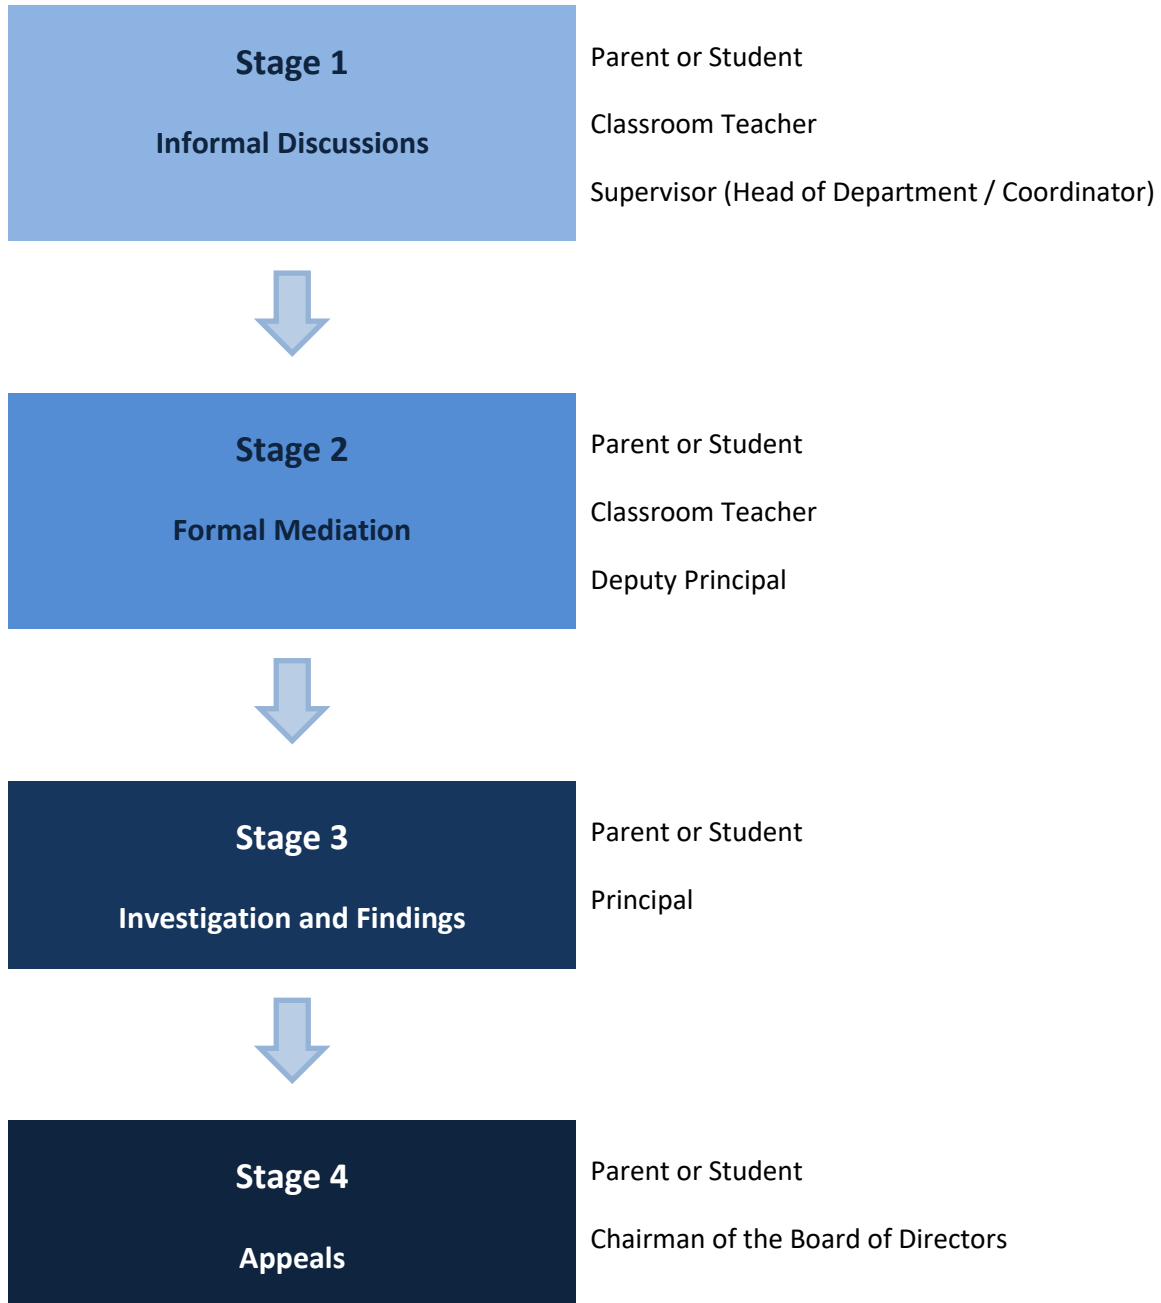 Stage 1
Informal Discussions
Parent or Student
Classroom Teacher
Supervisor (Head of Department / Coordinator)
Stage 2
Formal Mediation
Parent or Student
Classroom Teacher
Deputy Principal
Stage 3
Investigation and Findings
Parent or Student
Principal
Stage 4
Appeals
Parent or Student
Chairman of the Board of Directors